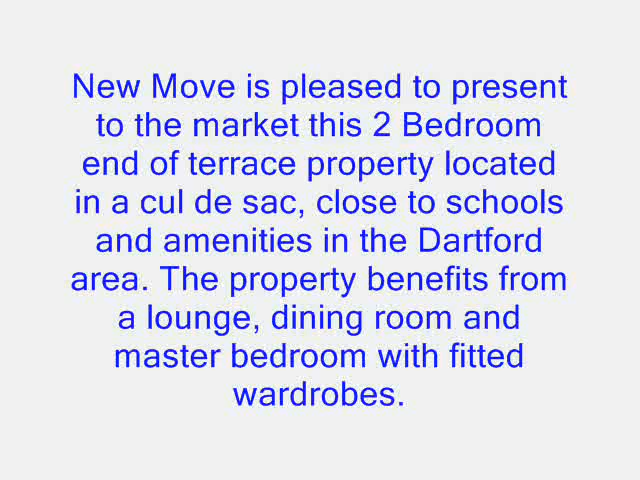 New Move is pleased to present
to the market this 2 Bedroom
end of terrace property located
in a cul de sac, close to schools
and amenities in the Dartford
area. The property benefits from
a lounge, dining room and
master bedroom with fitted
wardrobes.